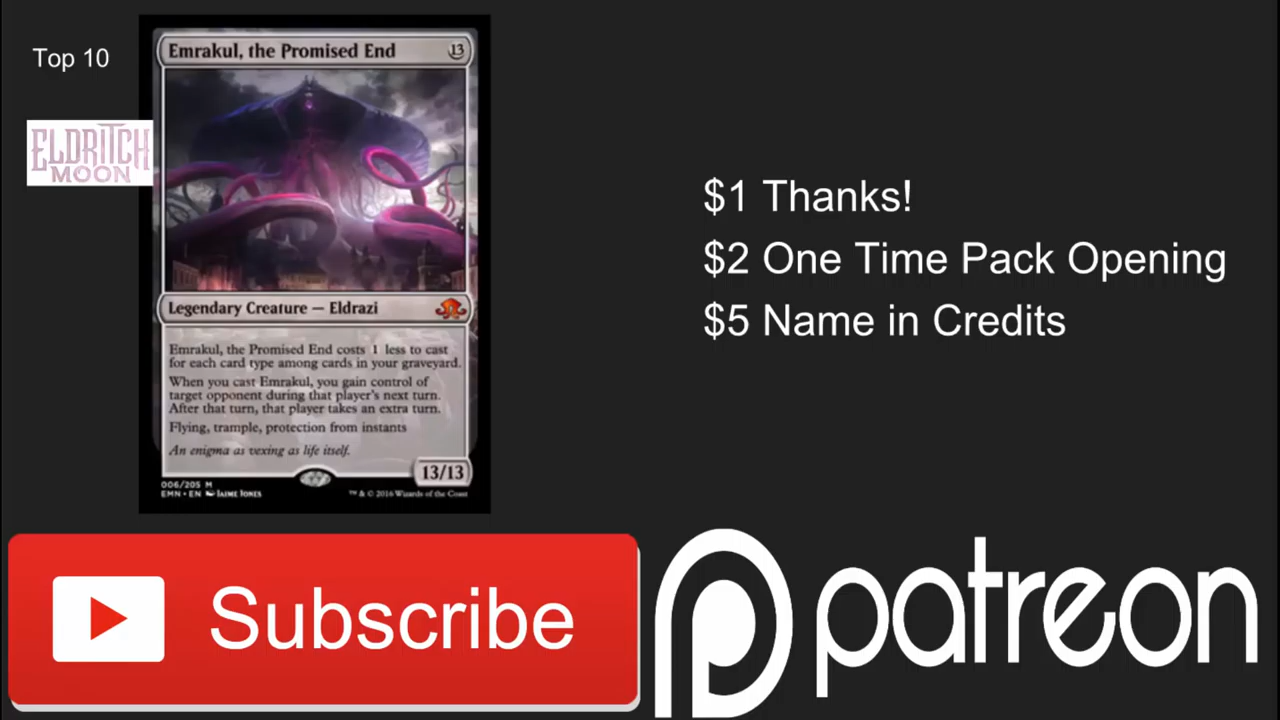 Top 10
ELDRITCH
MOON
Emrakul, the Promised End 13
Legendary Creature — Eldrazi
Emrakul, the Promised End costs 1 less to cast
for each card type among cards in your graveyard.
When you cast Emrakul, you gain control of
target opponent during that player's next turn.
After that turn, that player takes an extra turn.
Flying, trample, protection from instants
An enigma as vexing as life itself.
13/13
006/205 M
EMN • EN JAIME JONES
™ & © 2016 Wizards of the Coast
$1 Thanks!
$2 One Time Pack Opening
$5 Name in Credits
Subscribe
patreon